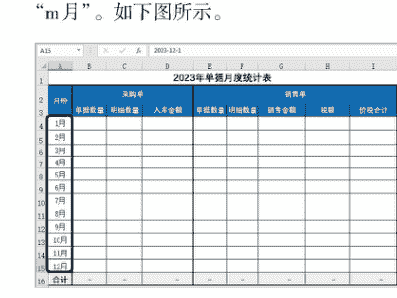 “m月”。如下图所示。
A15
2023-12-1
A B C D E F G H I
1 2023年单据月度统计表
2 月份 采购单 销售单
3 单据数量 明细数量 入库金额 单据数量 明细数量 销售金额 税额 价税合计
4 1月
5 2月
6 3月
7 4月
8 5月
9 6月
10 7月
11 8月
12 9月
13 10月
14 11月
15 12月
16 合计 - - - - - - - -